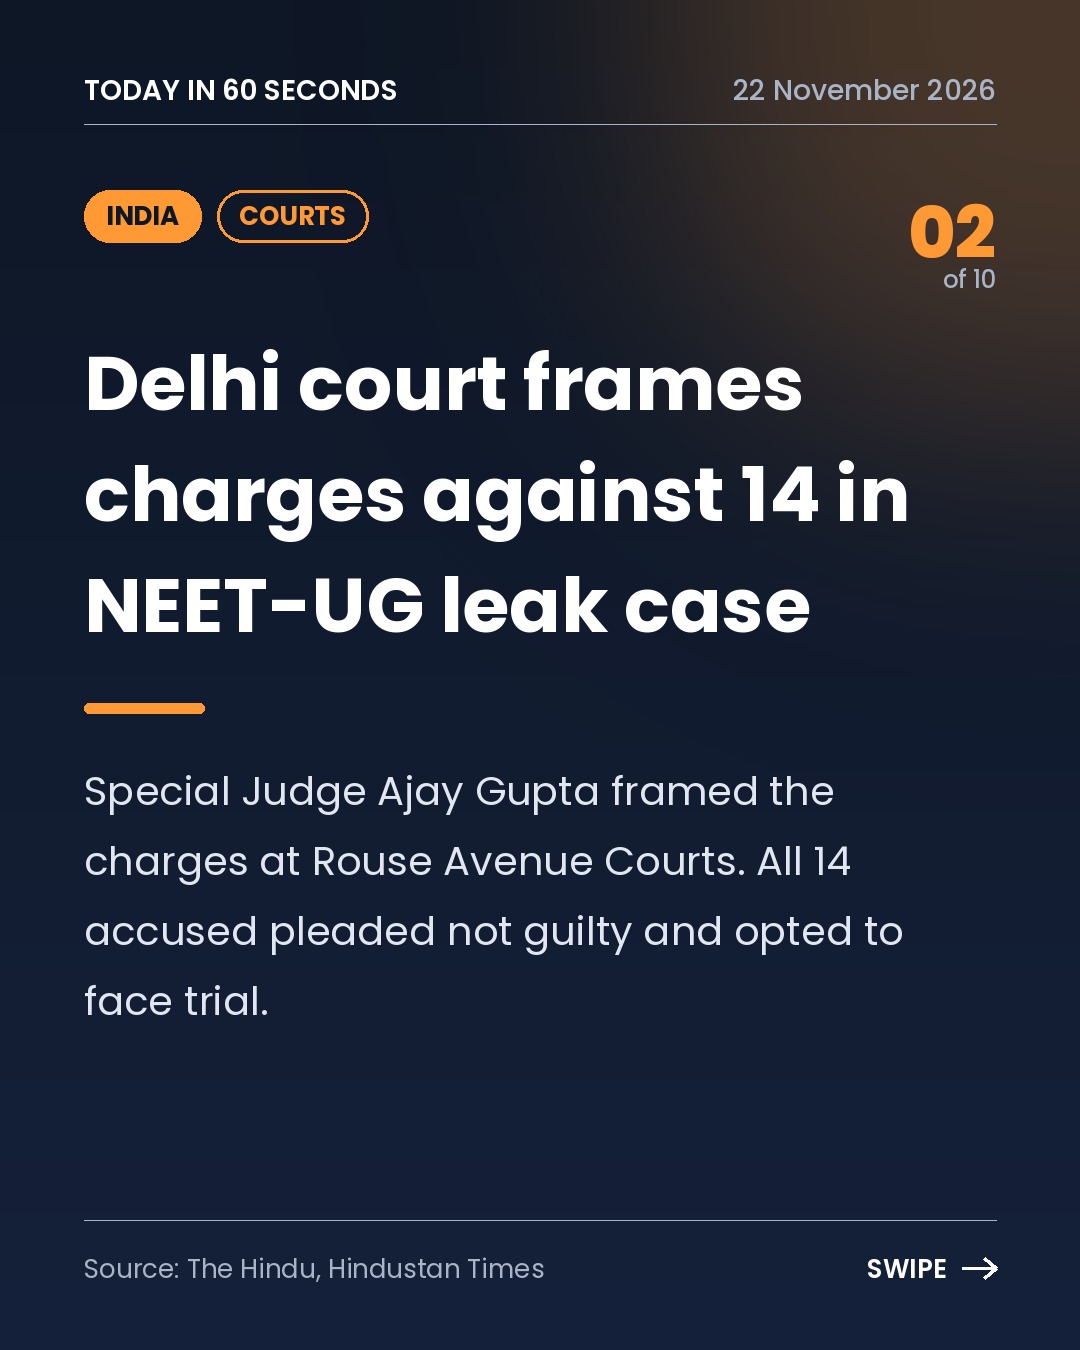 TODAY IN 60 SECONDS
22 November 2026
INDIA
COURTS
02
of 10
Delhi court frames
charges against 14 in
NEET-UG leak case
Special Judge Ajay Gupta framed the
charges at Rouse Avenue Courts. All 14
accused pleaded not guilty and opted to
face trial.
Source: The Hindu, Hindustan Times
SWIPE